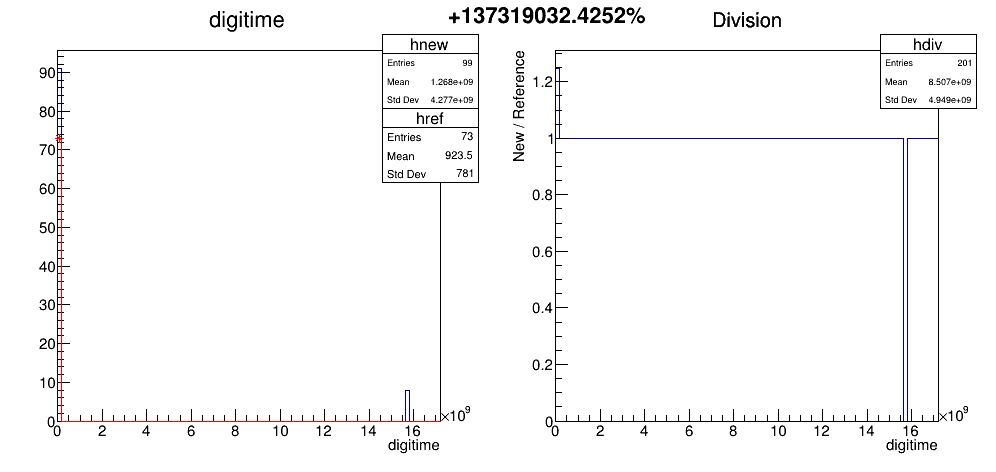 +137319032.4252%
digitime
hnew
Entries 99
Mean 1.268e+09
Std Dev 4.277e+09
href
Entries 73
Mean 923.5
Std Dev 781
90
80
70
60
50
40
30
20
10
0
0 2 4 6 8 10 12 14 16
×10⁹
digitime
Division
hdiv
Entries 201
Mean 8.507e+09
Std Dev 4.949e+09
New / Reference
1.2
1
0.8
0.6
0.4
0.2
0
0 2 4 6 8 10 12 14 16
×10⁹
digitime